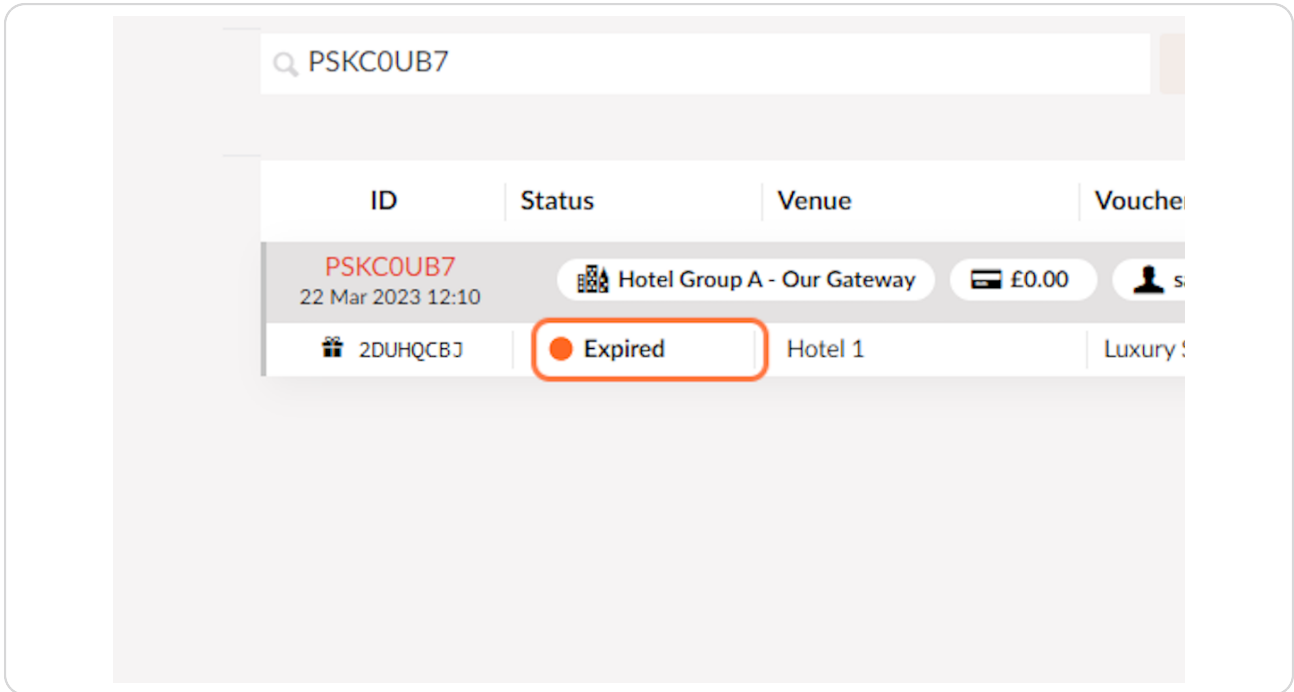 PSKC0UB7
ID Status Venue
PSKC0UB7
Hotel Group A - Our Gateway £0.00
22 Mar 2023 12:10
2DUHQCBJ Expired Hotel 1 Luxury